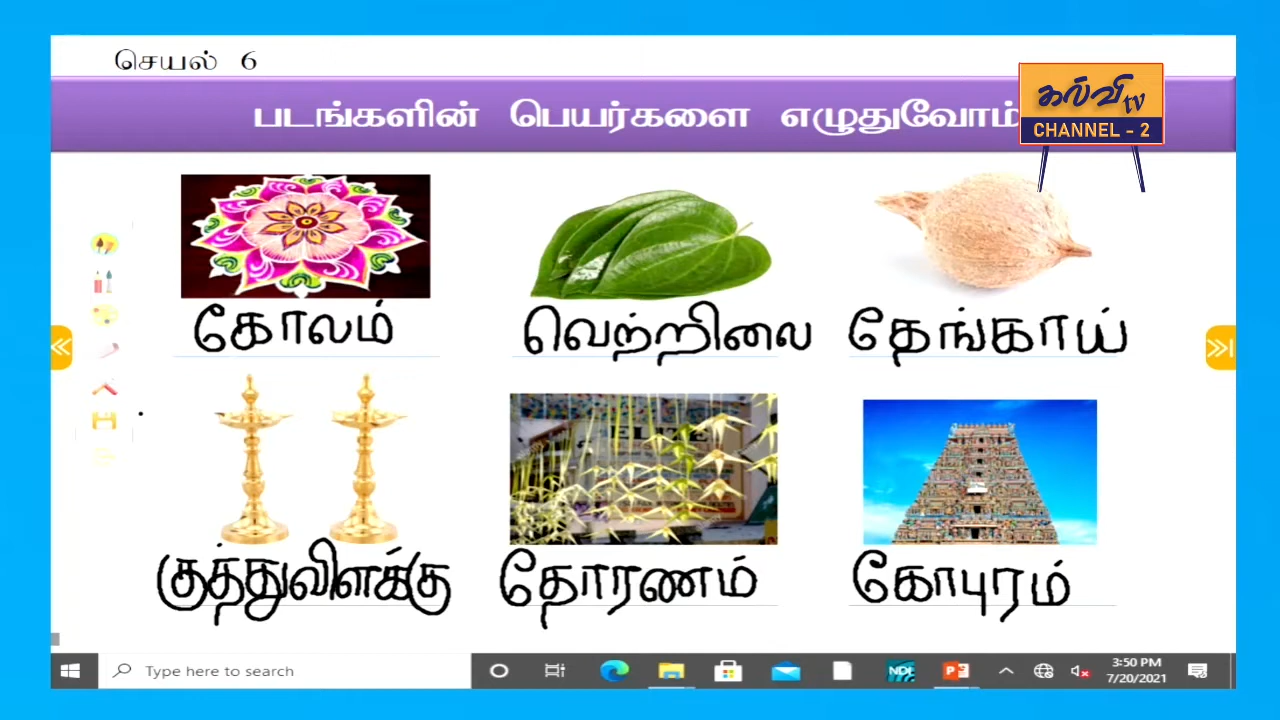 செயல் 6
படங்களின் பெயர்களை எழுதுவோம்
கல்வி tv
CHANNEL - 2
கோலம் வெற்றிலை தேங்காய்
ELITE
குத்துவிளக்கு தோரணம் கோபுரம்
Type here to search
3:50 PM
7/20/2021